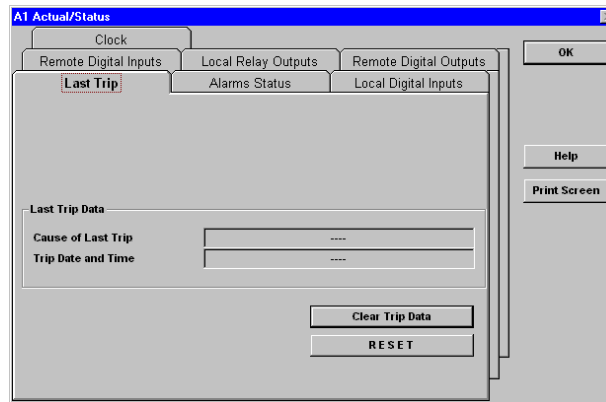 A1 Actual/Status
Clock
Remote Digital Inputs
Local Relay Outputs
Remote Digital Outputs
Last Trip
Alarms Status
Local Digital Inputs
OK
Help
Print Screen
Last Trip Data
Cause of Last Trip ----
Trip Date and Time ----
Clear Trip Data
RESET